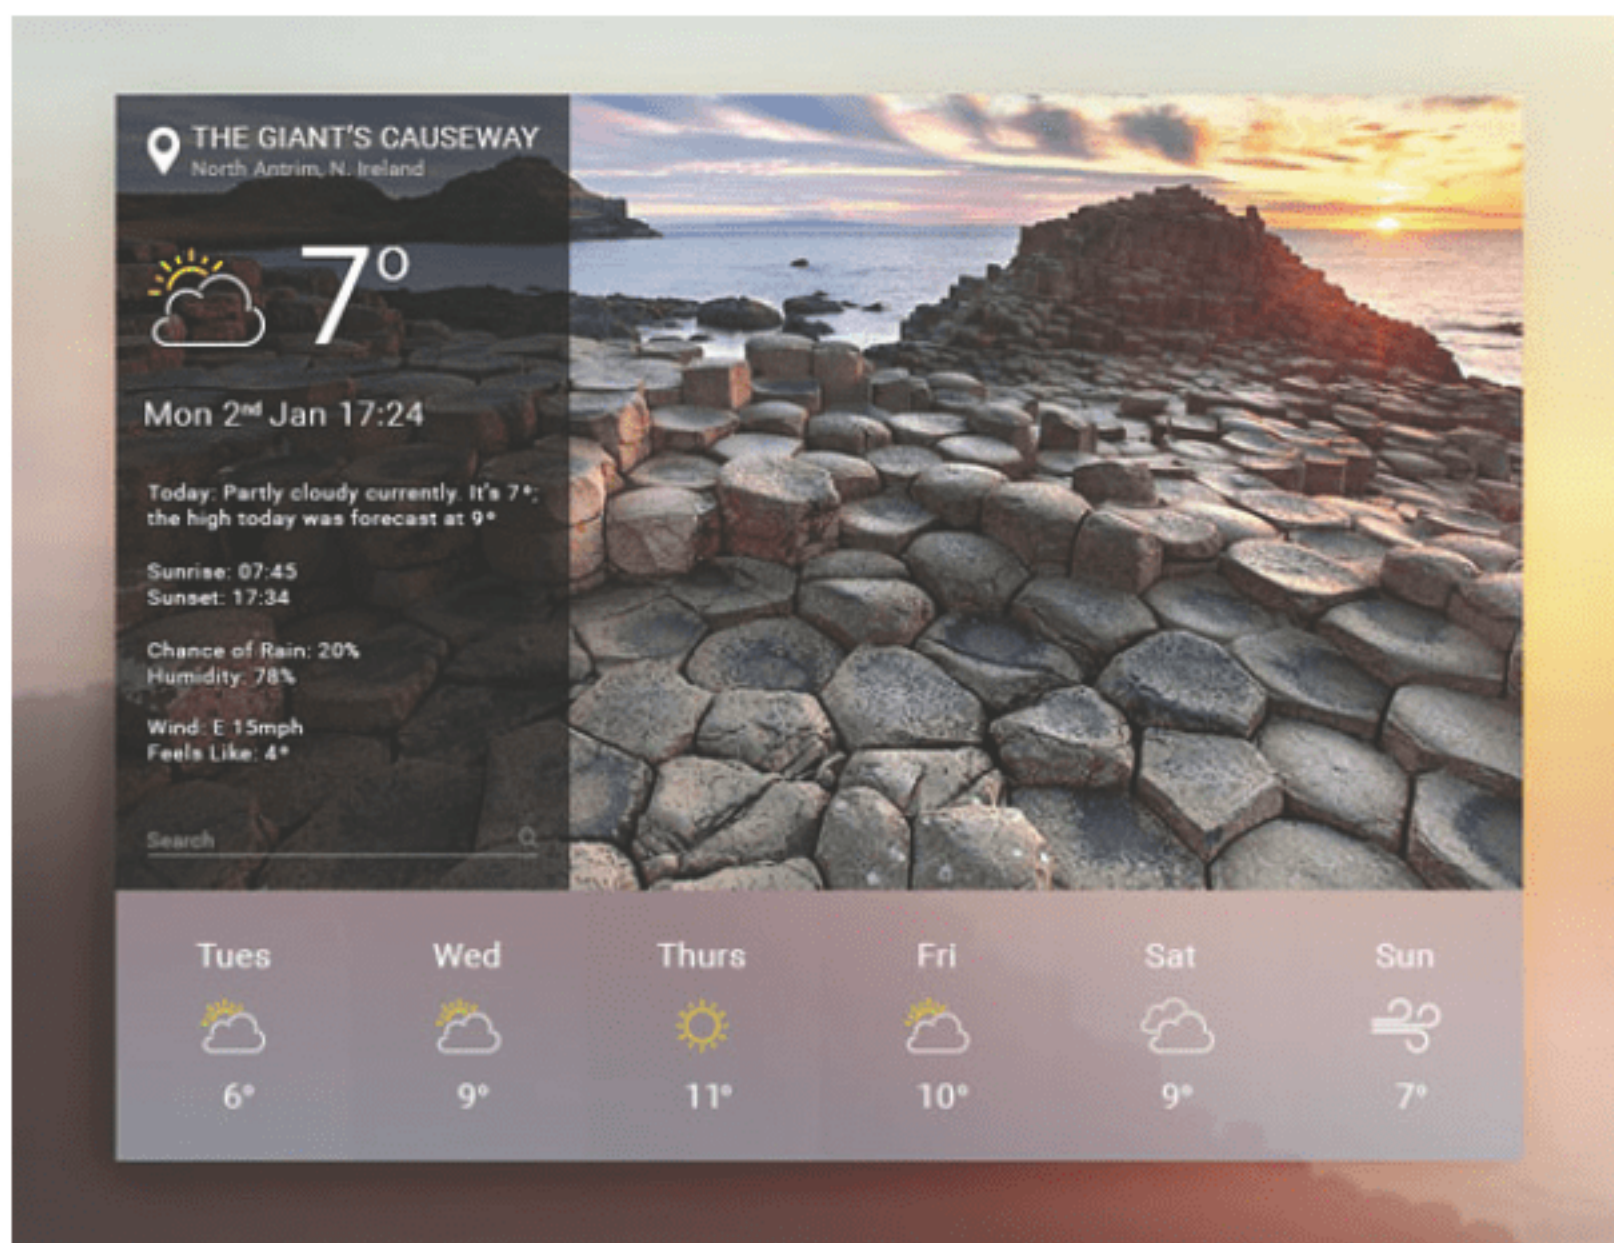 THE GIANT'S CAUSEWAY
North Antrim, N. Ireland
7°
Mon 2nd Jan 17:24
Today: Partly cloudy currently. It's 7°;
the high today was forecast at 9°
Sunrise: 07:45
Sunset: 17:34
Chance of Rain: 20%
Humidity: 78%
Wind: E 15mph
Feels Like: 4°
Search
Tues Wed Thurs Fri Sat Sun
6° 9° 11° 10° 9° 7°